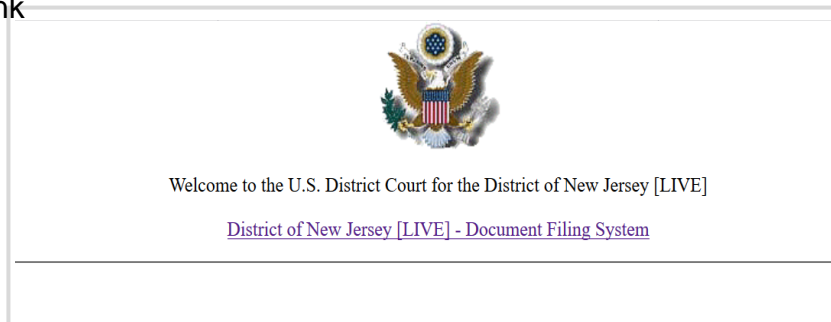 nk
Welcome to the U.S. District Court for the District of New Jersey [LIVE]
District of New Jersey [LIVE] - Document Filing System